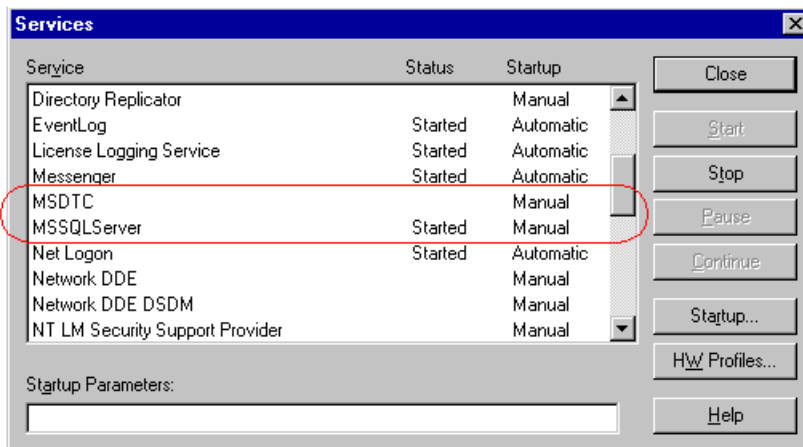 Services
Service Status Startup
Directory Replicator Manual
EventLog Started Automatic
License Logging Service Started Automatic
Messenger Started Automatic
MSDTC Manual
MSSQLServer Started Manual
Net Logon Started Automatic
Network DDE Manual
Network DDE DSDM Manual
NT LM Security Support Provider Manual
Startup Parameters:
Close
Start
Stop
Pause
Continue
Startup...
HW Profiles...
Help